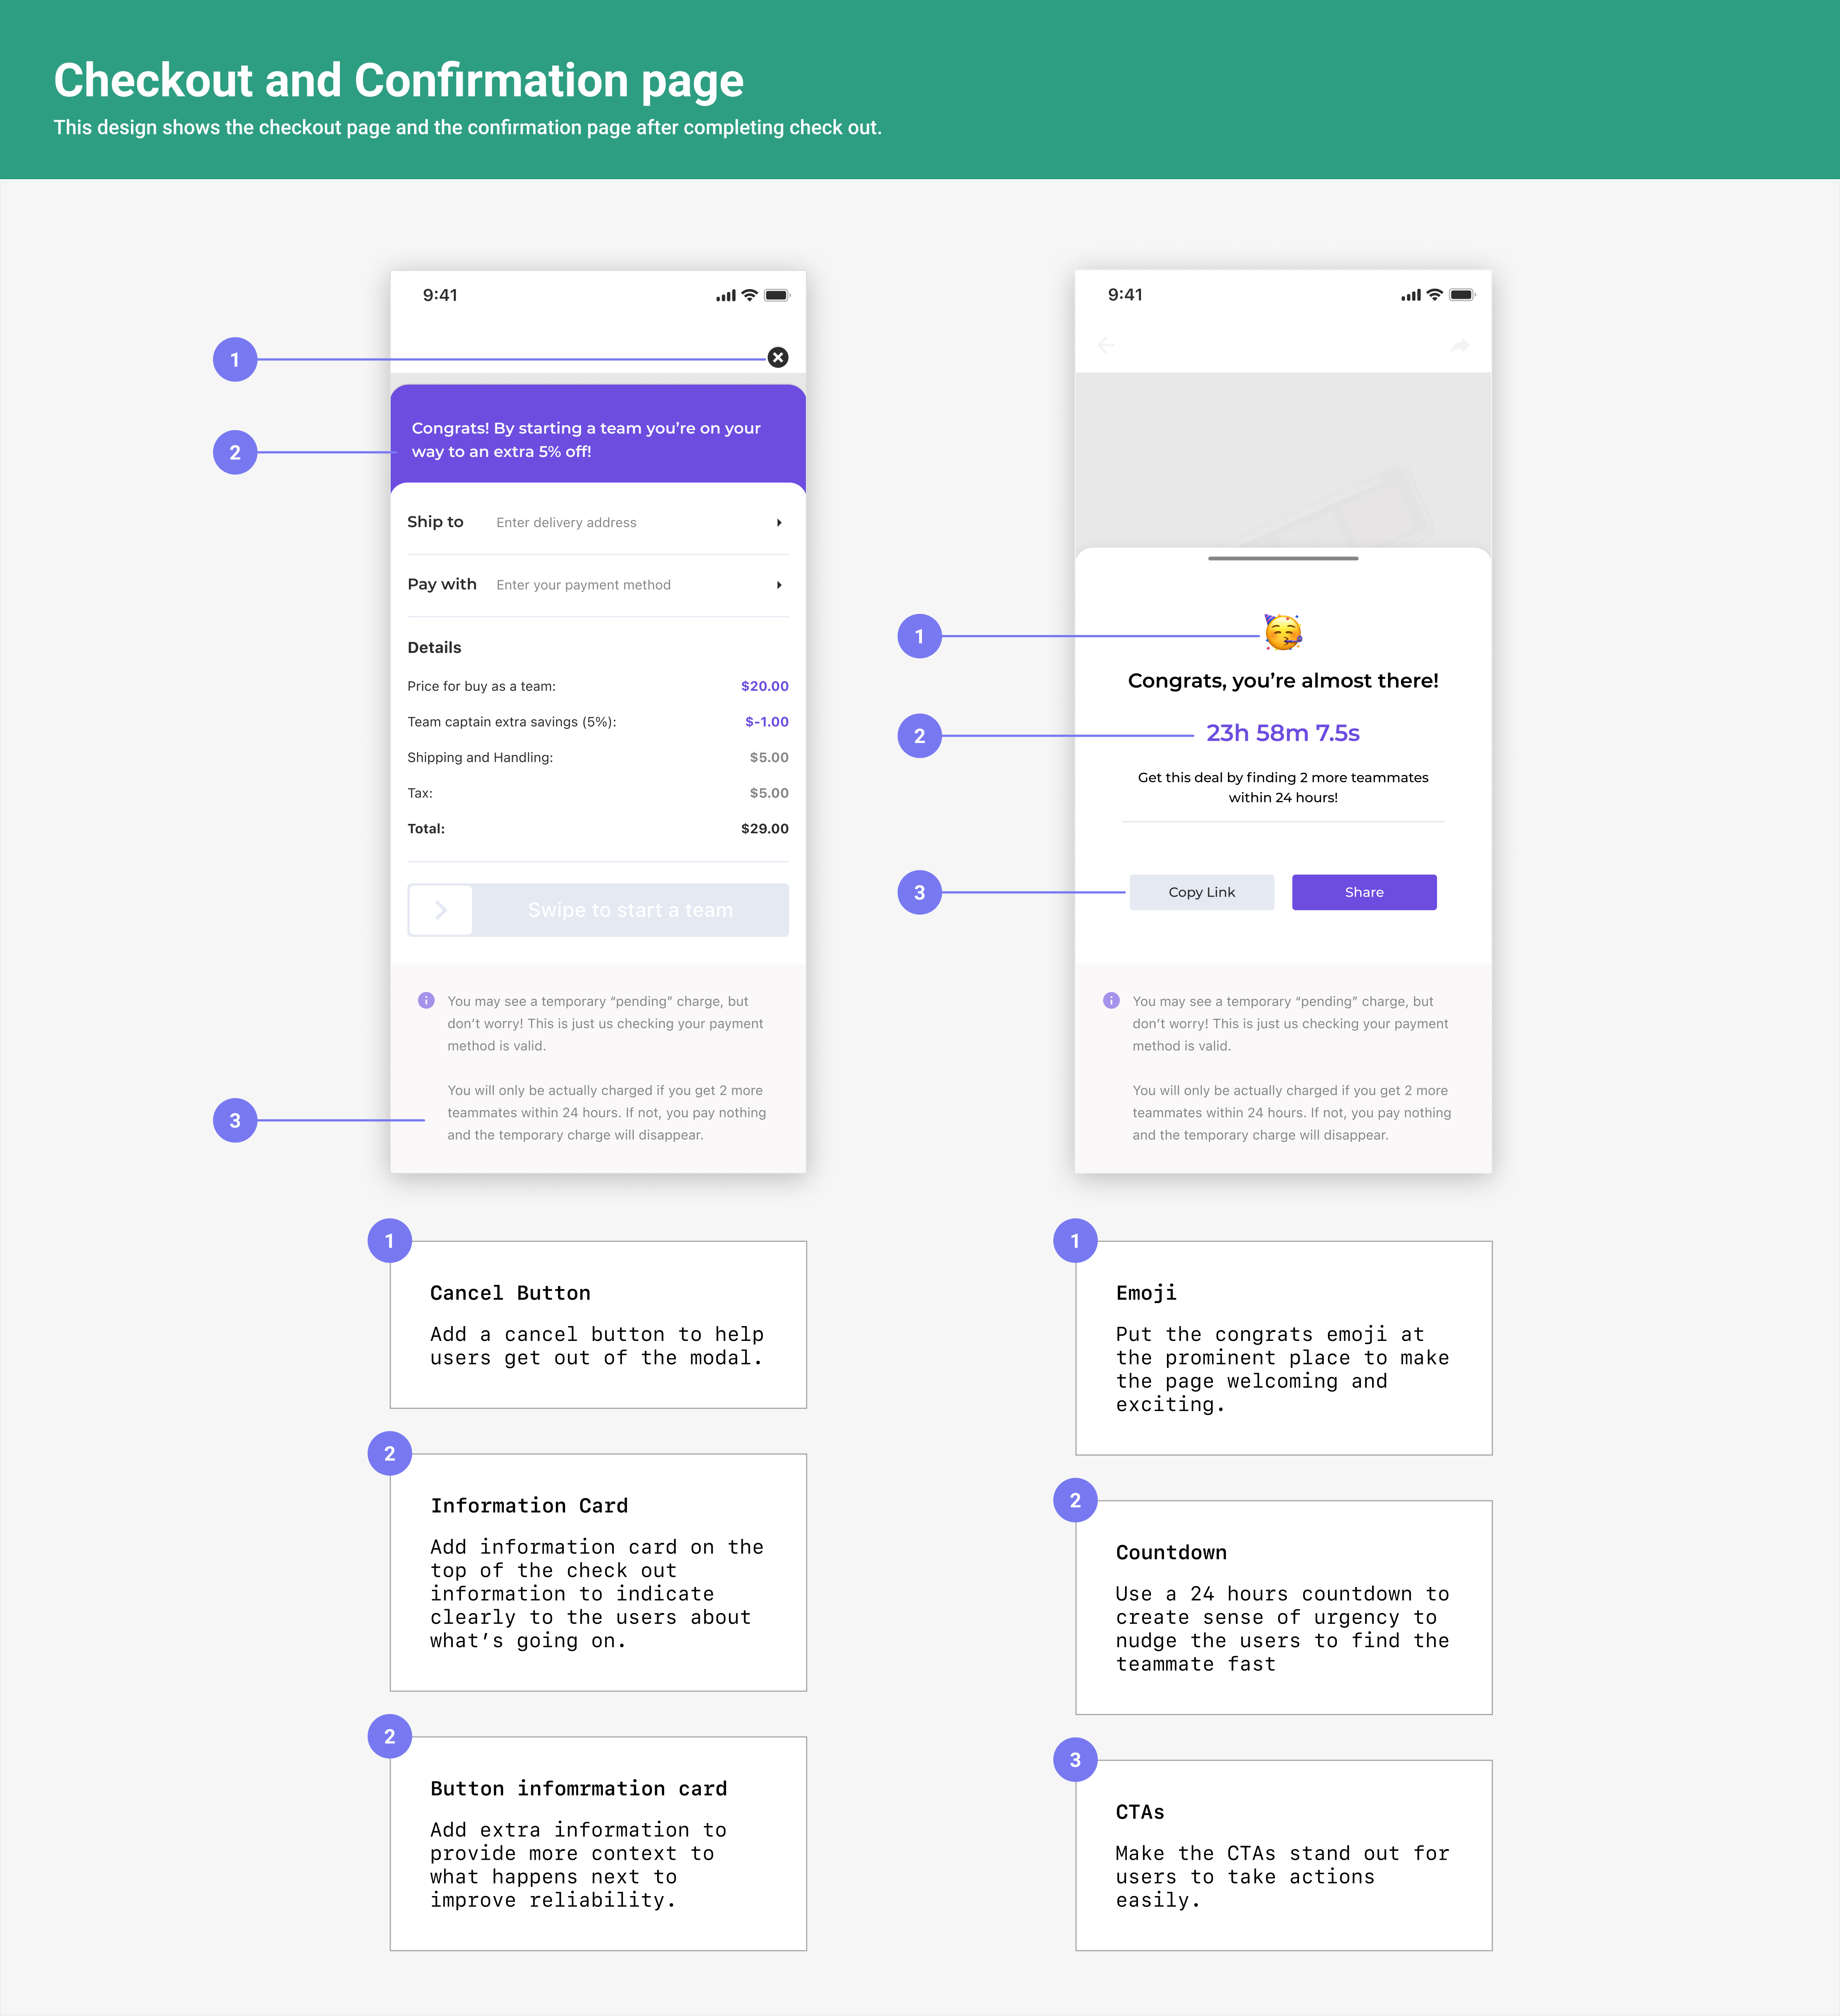 Checkout and Confirmation page
This design shows the checkout page and the confirmation page after completing check out.
9:41
1
2
Congrats! By starting a team you’re on your
way to an extra 5% off!
Ship to Enter delivery address
Pay with Enter your payment method
Details
Price for buy as a team: $20.00
Team captain extra savings (5%): $-1.00
Shipping and Handling: $5.00
Tax: $5.00
Total: $29.00
Swipe to start a team
You may see a temporary “pending” charge, but
don’t worry! This is just us checking your payment
method is valid.
You will only be actually charged if you get 2 more
teammates within 24 hours. If not, you pay nothing
and the temporary charge will disappear.
3
1
Cancel Button
Add a cancel button to help
users get out of the modal.
2
Information Card
Add information card on the
top of the check out
information to indicate
clearly to the users about
what’s going on.
2
Button infomrmation card
Add extra information to
provide more context to
what happens next to
improve reliability.
9:41
1
Congrats, you’re almost there!
2
23h 58m 7.5s
Get this deal by finding 2 more teammates
within 24 hours!
3
Copy Link Share
You may see a temporary “pending” charge, but
don’t worry! This is just us checking your payment
method is valid.
You will only be actually charged if you get 2 more
teammates within 24 hours. If not, you pay nothing
and the temporary charge will disappear.
1
Emoji
Put the congrats emoji at
the prominent place to make
the page welcoming and
exciting.
2
Countdown
Use a 24 hours countdown to
create sense of urgency to
nudge the users to find the
teammate fast
3
CTAs
Make the CTAs stand out for
users to take actions
easily.